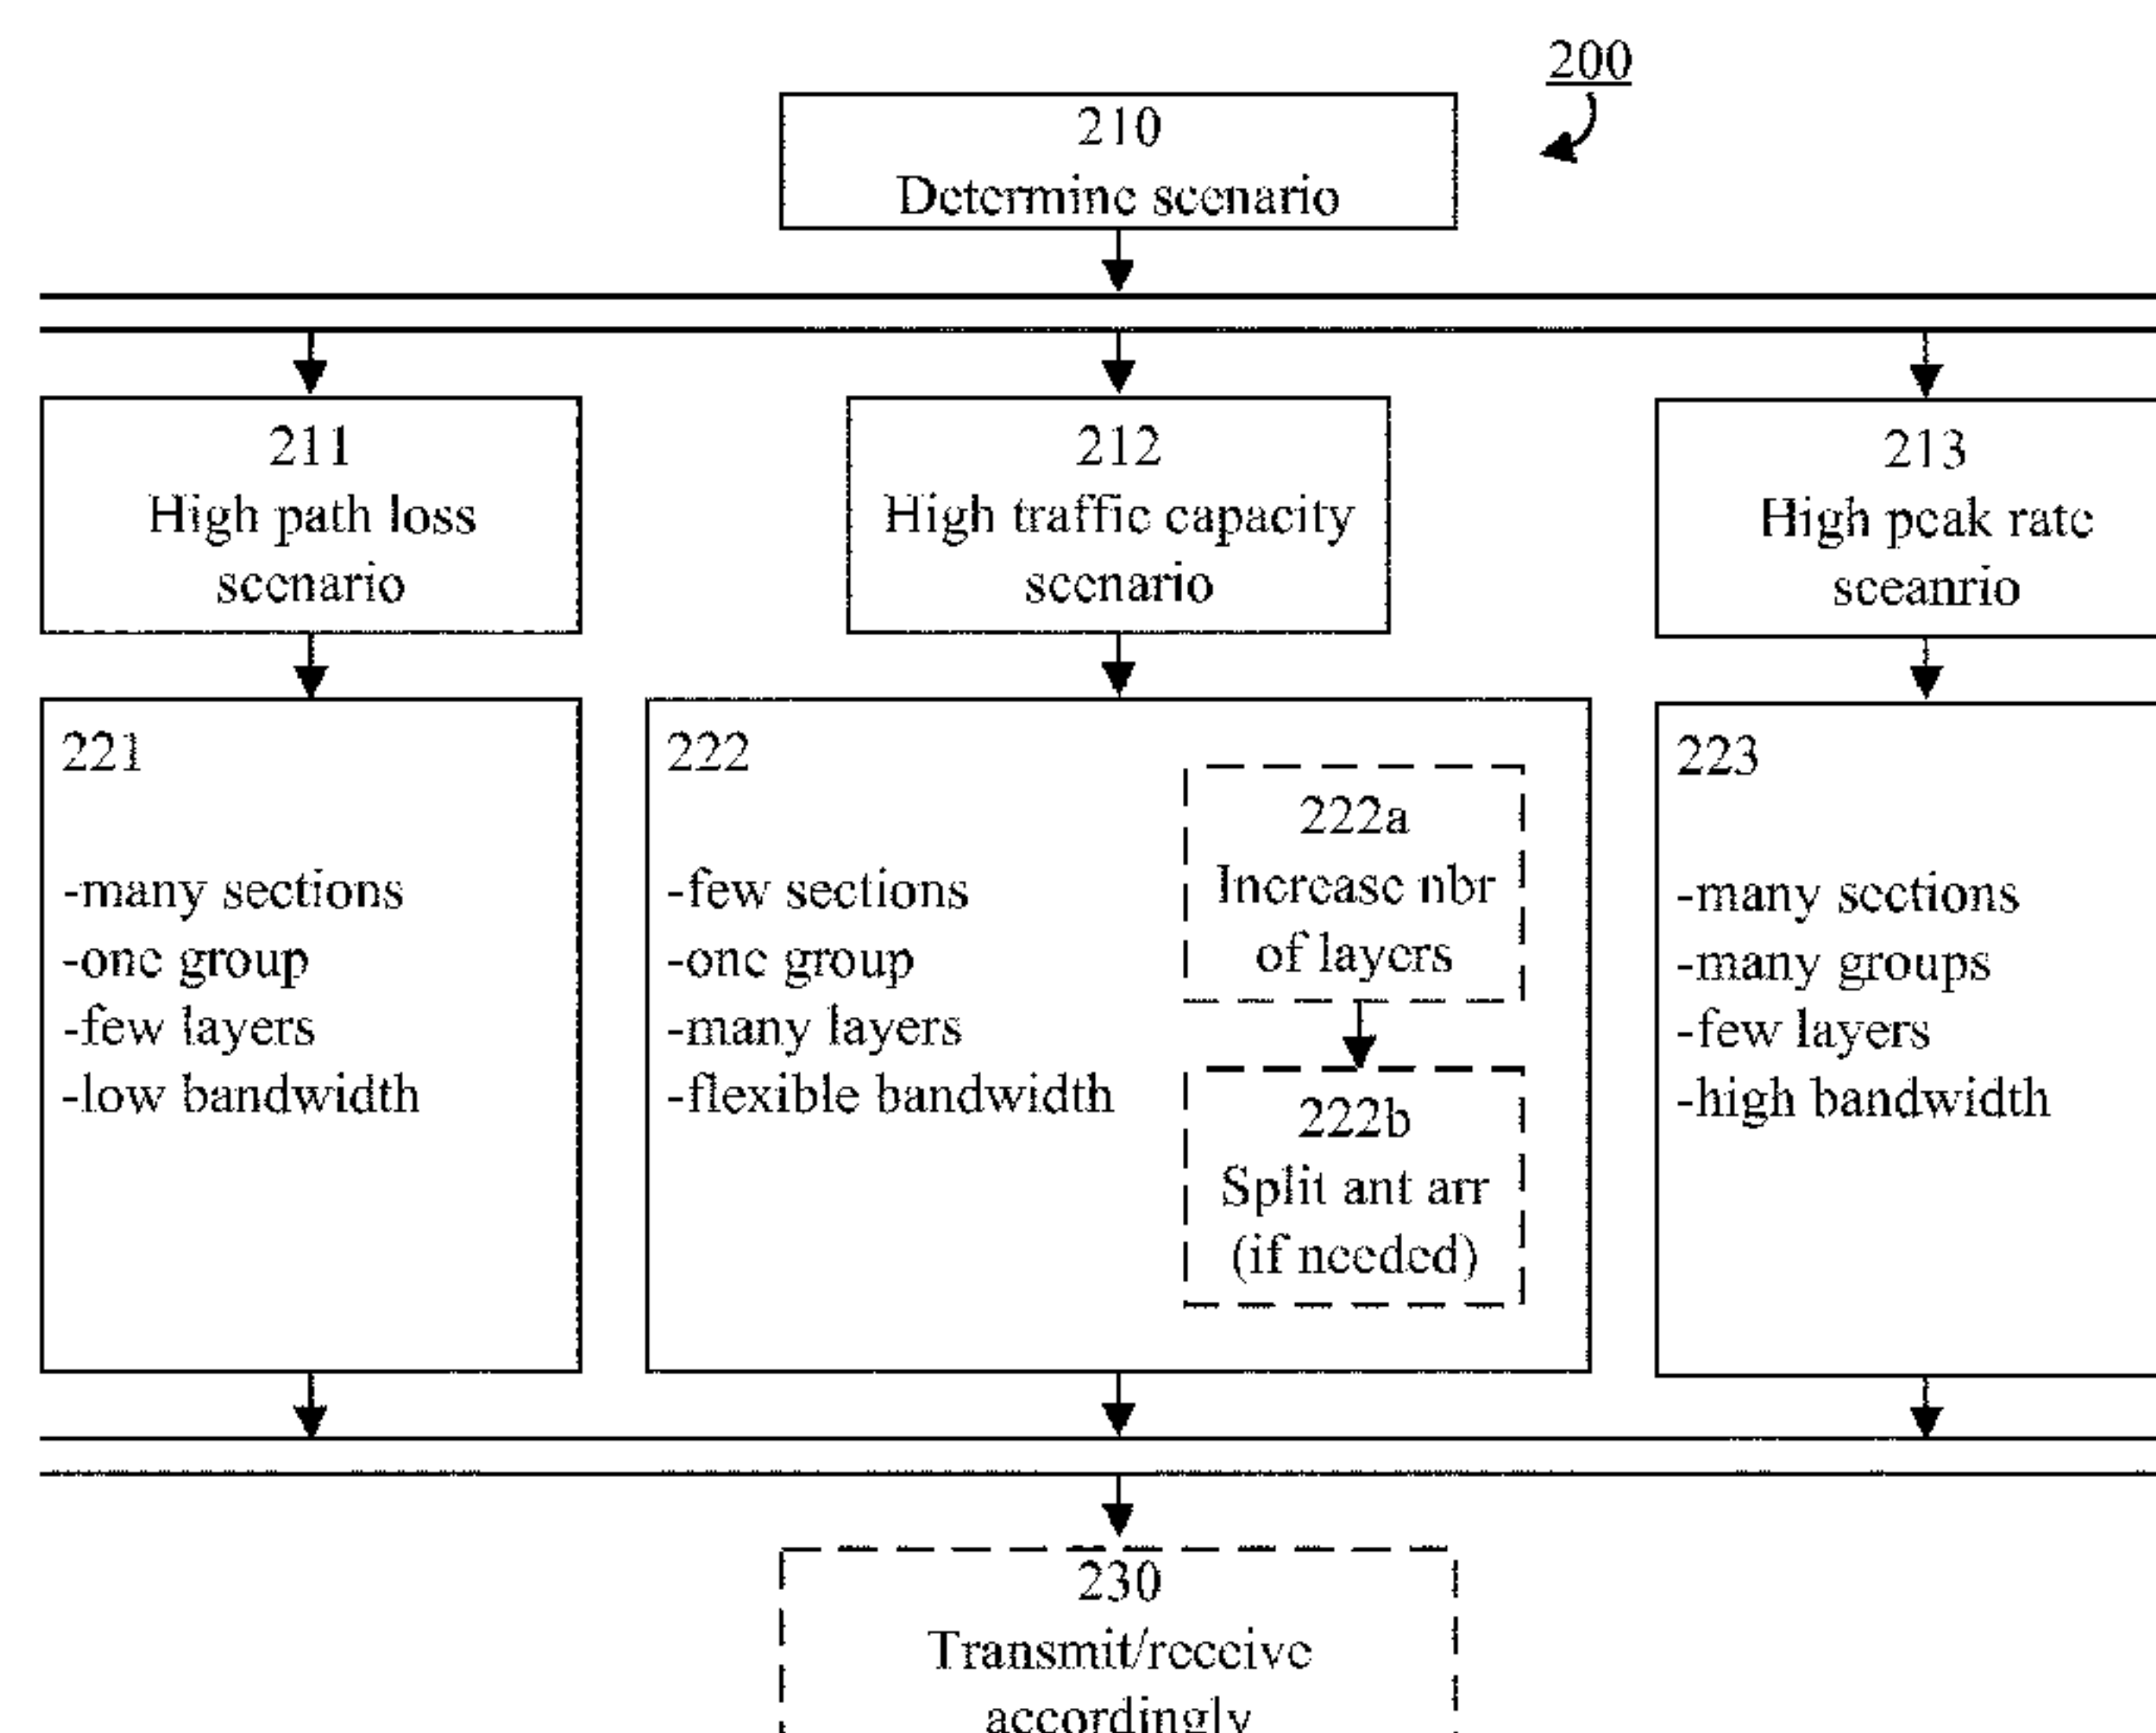 200
210
Determine scenario
211
High path loss
scenario
212
High traffic capacity
scenario
213
High peak rate
sceanrio
221
-many sections
-one group
-few layers
-low bandwidth
222
-few sections
-one group
-many layers
-flexible bandwidth
222a
Increase nbr
of layers
222b
Split ant arr
(if needed)
223
-many sections
-many groups
-few layers
-high bandwidth
230
Transmit/receive
accordingly